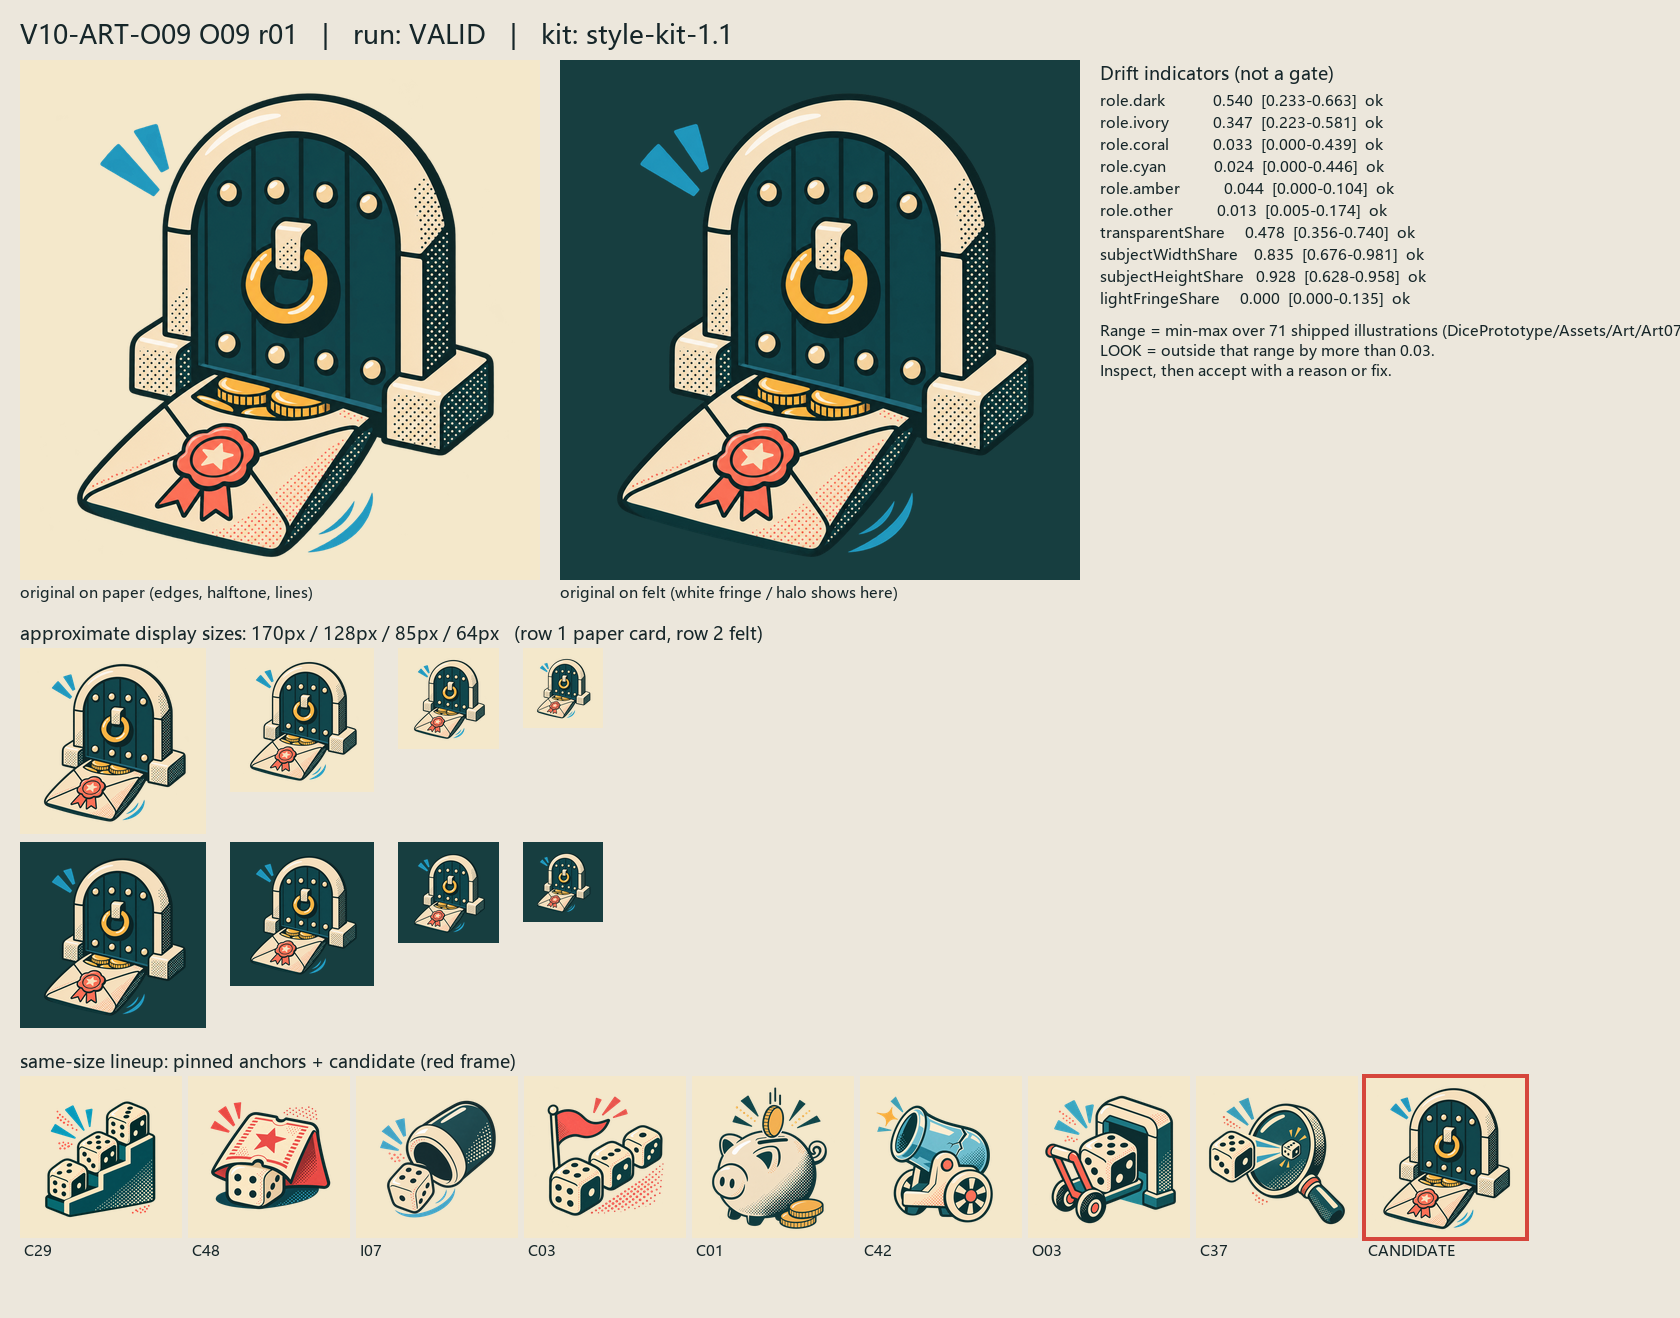 V10-ART-O09 O09 r01 | run: VALID | kit: style-kit-1.1
Drift indicators (not a gate)
role.dark 0.540 [0.233-0.663] ok
role.ivory 0.347 [0.223-0.581] ok
role.coral 0.033 [0.000-0.439] ok
role.cyan 0.024 [0.000-0.446] ok
role.amber 0.044 [0.000-0.104] ok
role.other 0.013 [0.005-0.174] ok
transparentShare 0.478 [0.356-0.740] ok
subjectWidthShare 0.835 [0.676-0.981] ok
subjectHeightShare 0.928 [0.628-0.958] ok
lightFringeShare 0.000 [0.000-0.135] ok
Range = min-max over 71 shipped illustrations (DicePrototype/Assets/Art/Art07
LOOK = outside that range by more than 0.03.
Inspect, then accept with a reason or fix.
original on paper (edges, halftone, lines)
original on felt (white fringe / halo shows here)
approximate display sizes: 170px / 128px / 85px / 64px (row 1 paper card, row 2 felt)
same-size lineup: pinned anchors + candidate (red frame)
C29 C48 I07 C03 C01 C42 O03 C37 CANDIDATE